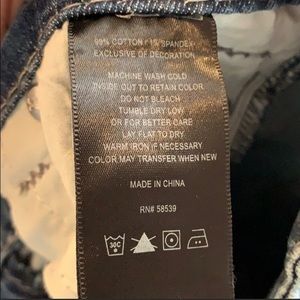 99% COTTON / 1% SPANDEX
EXCLUSIVE OF DECORATION
MACHINE WASH COLD
INSIDE OUT TO RETAIN COLOR
DO NOT BLEACH
TUMBLE DRY LOW
OR FOR BETTER CARE
LAY FLAT TO DRY
WARM IRON IF NECESSARY
COLOR MAY TRANSFER WHEN NEW
MADE IN CHINA
RN# 58539
30C